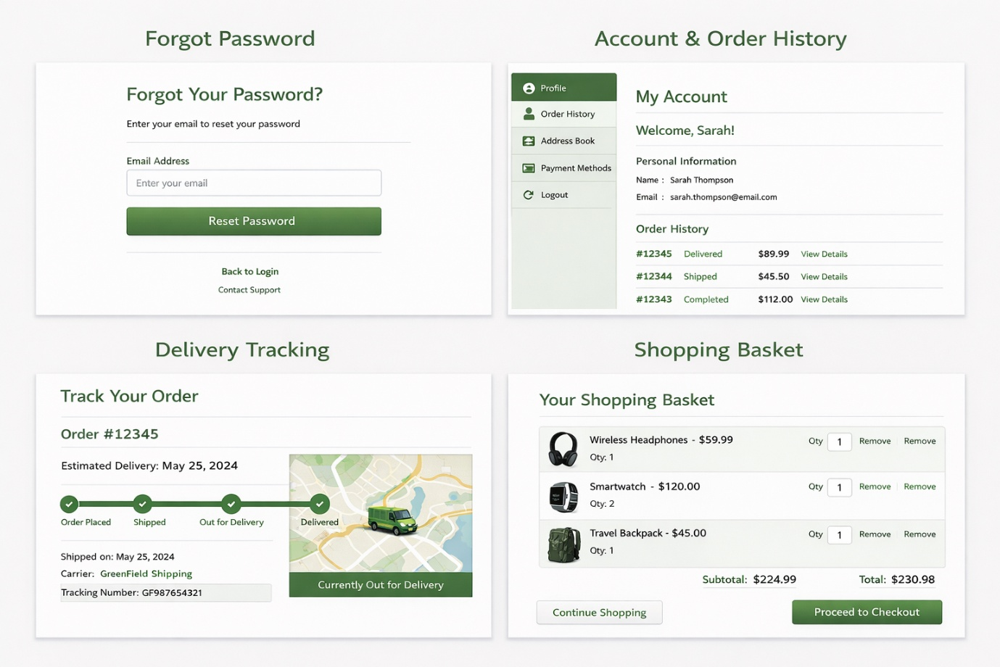 Forgot Password
Forgot Your Password?
Enter your email to reset your password
Email Address
Enter your email
Reset Password
Back to Login
Contact Support
Account & Order History
Profile
Order History
Address Book
Payment Methods
Logout
My Account
Welcome, Sarah!
Personal Information
Name : Sarah Thompson
Email : sarah.thompson@email.com
Order History
#12345 Delivered $89.99 View Details
#12344 Shipped $45.50 View Details
#12343 Completed $112.00 View Details
Delivery Tracking
Track Your Order
Order #12345
Estimated Delivery: May 25, 2024
Order Placed Shipped Out for Delivery Delivered
Shipped on: May 25, 2024
Carrier: GreenField Shipping
Tracking Number: GF987654321
Currently Out for Delivery
Shopping Basket
Your Shopping Basket
Wireless Headphones - $59.99 Qty 1 Remove Remove
Qty: 1
Smartwatch - $120.00 Qty 1 Remove Remove
Qty: 2
Travel Backpack - $45.00 Qty 1 Remove Remove
Qty: 1
Subtotal: $224.99 Total: $230.98
Continue Shopping Proceed to Checkout